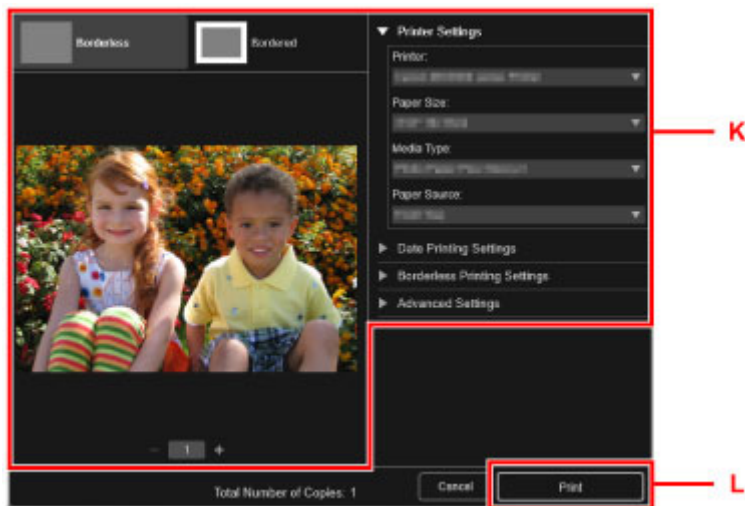 Borderless
Bordered
Printer Settings
Printer:
Paper Size:
Media Type:
Paper Source:
Date Printing Settings
Borderless Printing Settings
Advanced Settings
K
1
Total Number of Copies: 1
Cancel
Print
L